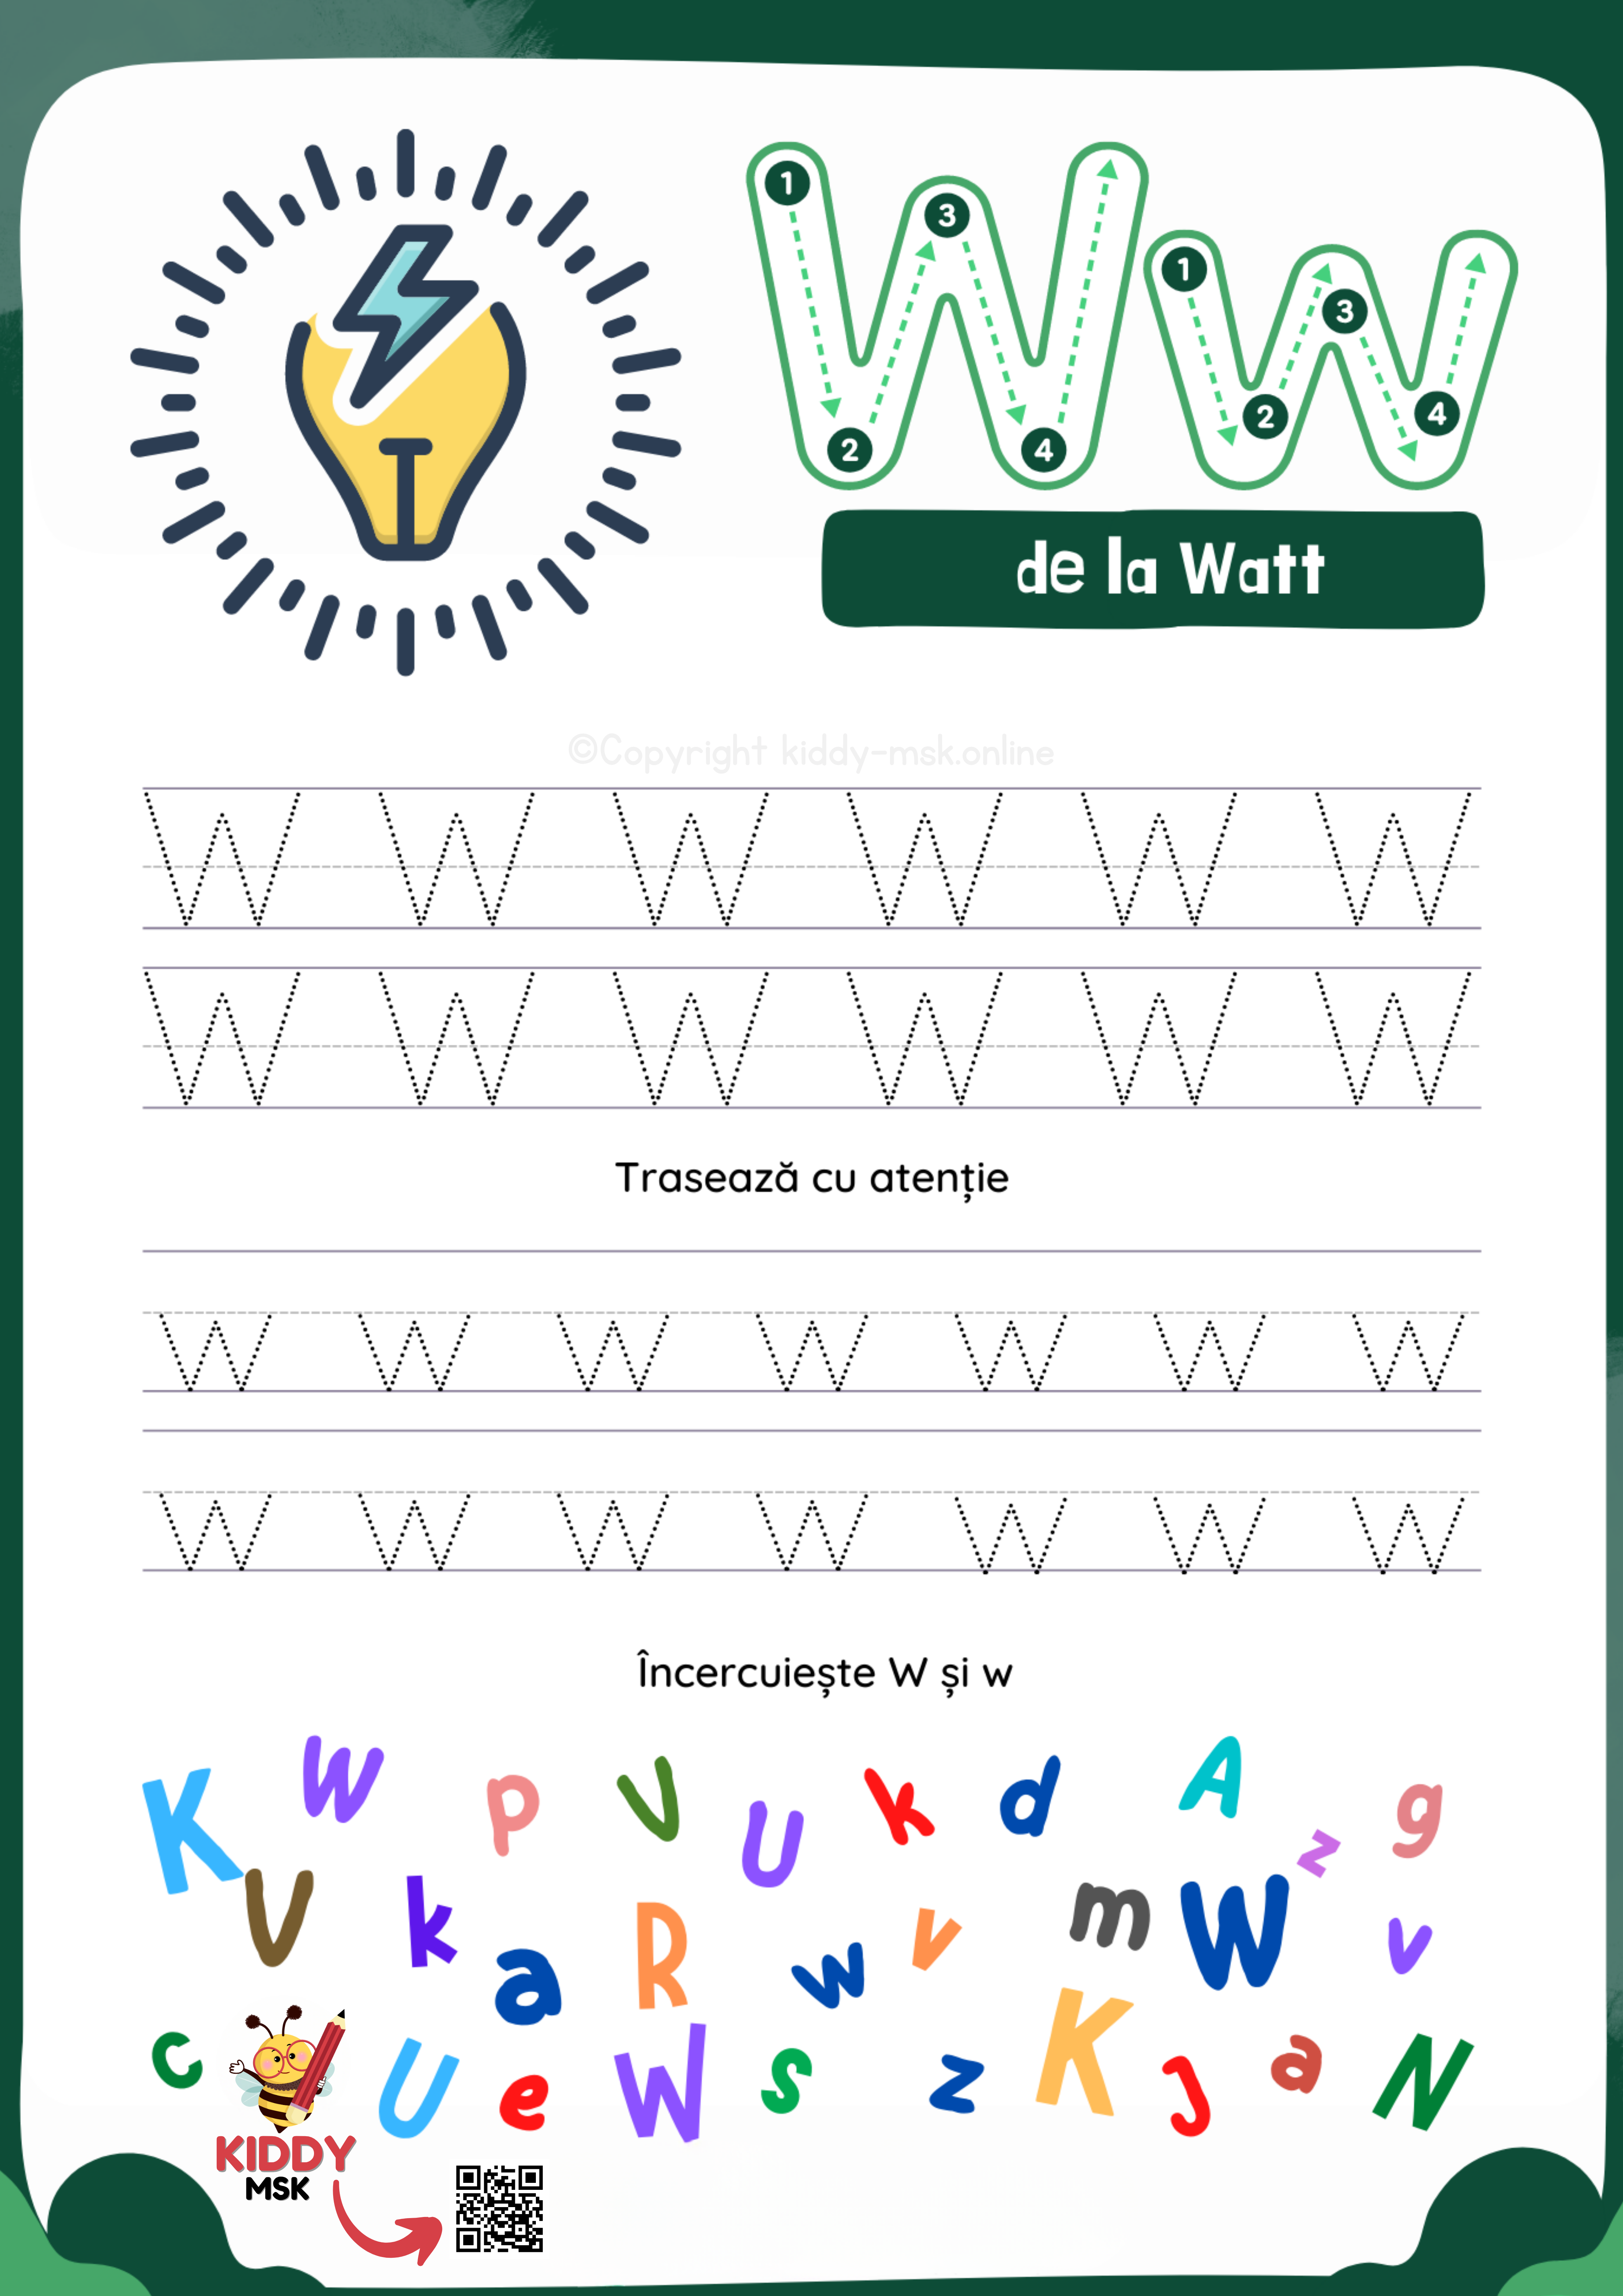 W w
1 3 1 3
2 4 2 4
de la Watt
©Copyright kiddy-msk.online
W W W W W W
W W W W W W
Trasează cu atenție
w w w w w w w
w w w w w w w
Încercuiește W și w
K W p V U k d A z g
V k a R w v m W v
c U e W s z K J a N
KIDDY
MSK